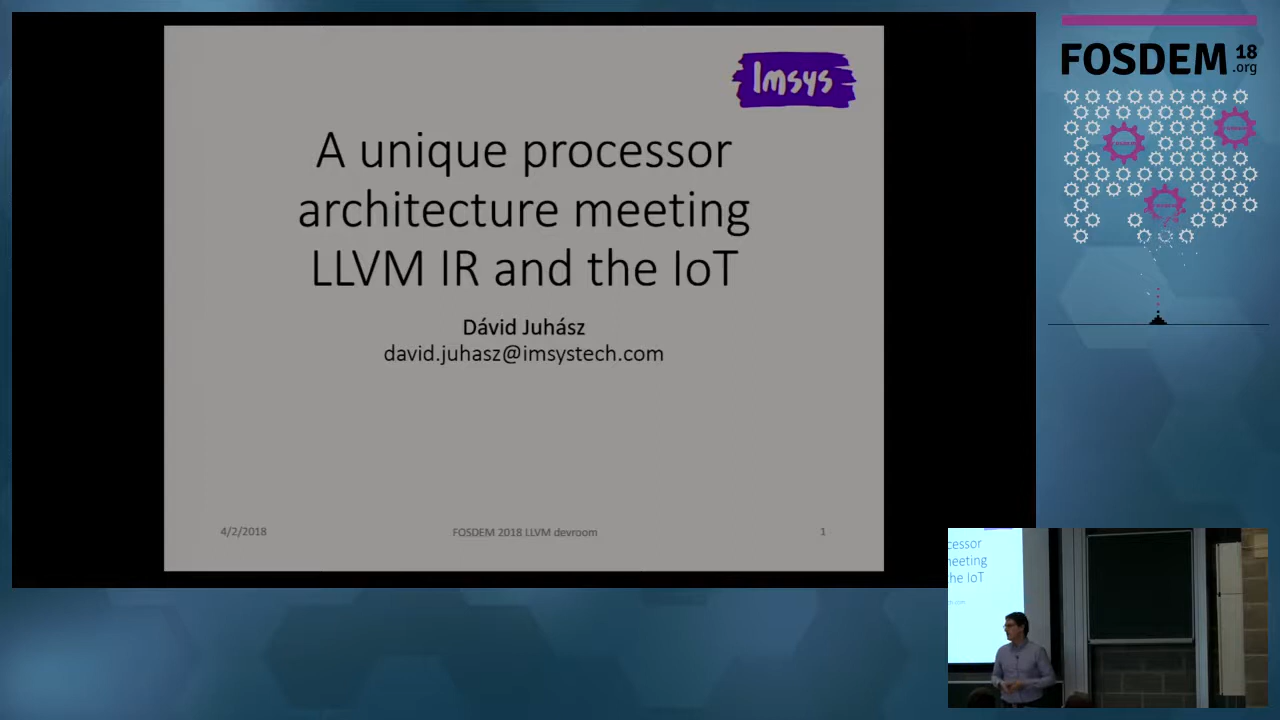 Imsys
A unique processor
architecture meeting
LLVM IR and the IoT
Dávid Juhász
david.juhasz@imsystech.com
4/2/2018
FOSDEM 2018 LLVM devroom
1
FOSDEM 18
.org
cessor
neeting
the IoT